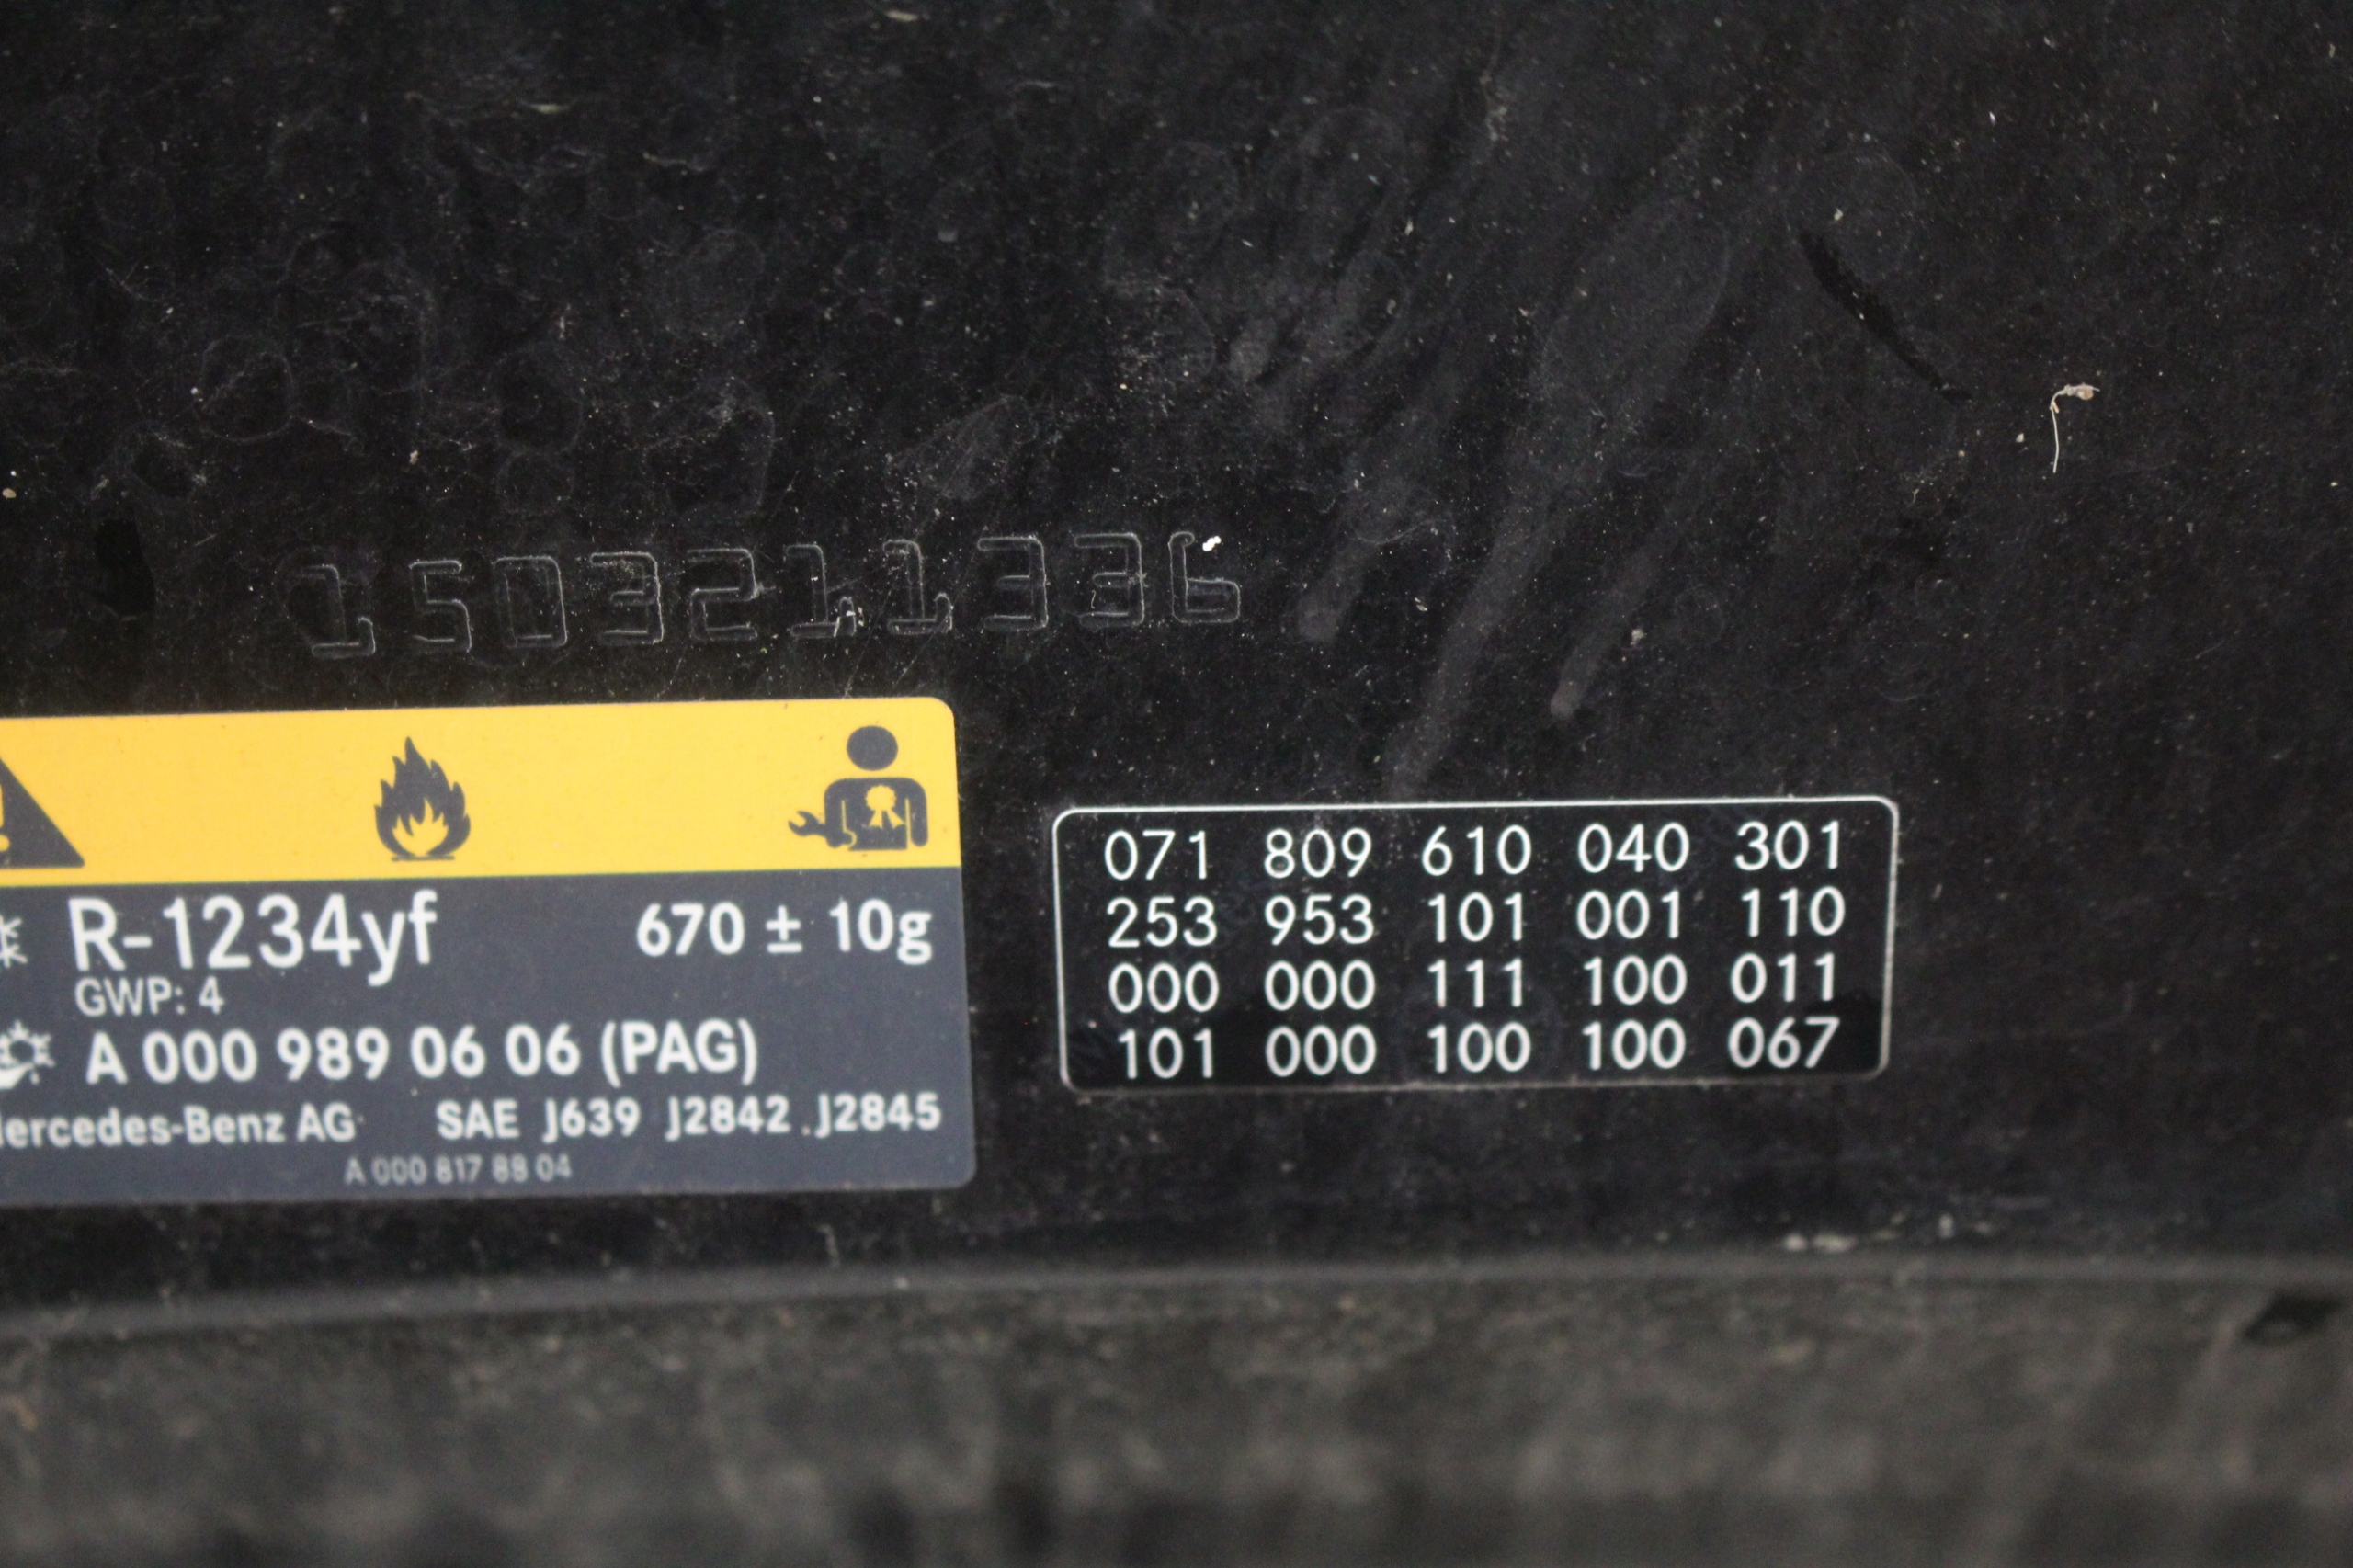 1503211336
R-1234yf 670 ± 10g
GWP: 4
A 000 989 06 06 (PAG)
Mercedes-Benz AG SAE J639 J2842 J2845
A 000 817 88 04
071 809 610 040 301
253 953 101 001 110
000 000 111 100 011
101 000 100 100 067